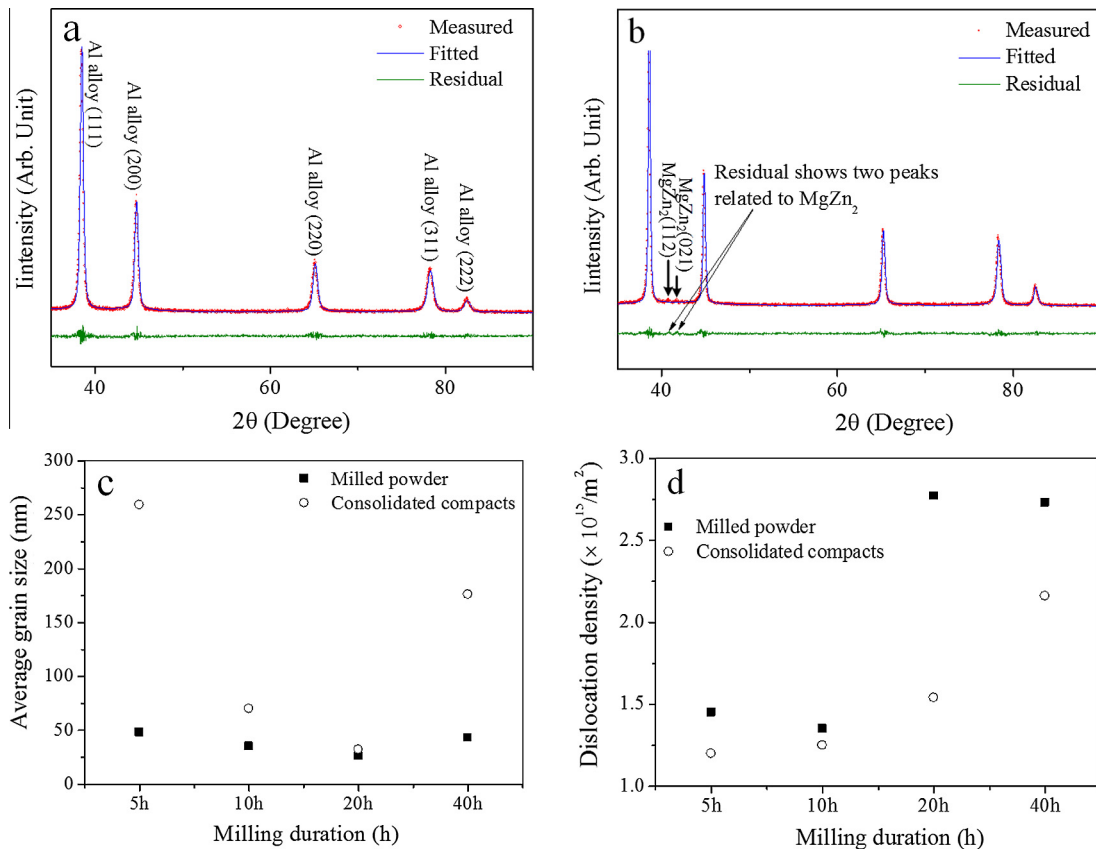 a
Measured
Fitted
Residual
Al alloy (111)
Al alloy (200)
Al alloy (220)
Al alloy (311)
Al alloy (222)
Iintensity (Arb. Unit)
40
60
80
2θ (Degree)
b
Measured
Fitted
Residual
MgZn₂(112)
MgZn₂(021)
Residual shows two peaks
related to MgZn₂
Iintensity (Arb. Unit)
40
60
80
2θ (Degree)
c
Milled powder
Consolidated compacts
Average grain size (nm)
300
250
200
150
100
50
0
5h
10h
20h
40h
Milling duration (h)
d
Milled powder
Consolidated compacts
Dislocation density (× 10¹⁵/m²)
3.0
2.5
2.0
1.5
1.0
5h
10h
20h
40h
Milling duration (h)